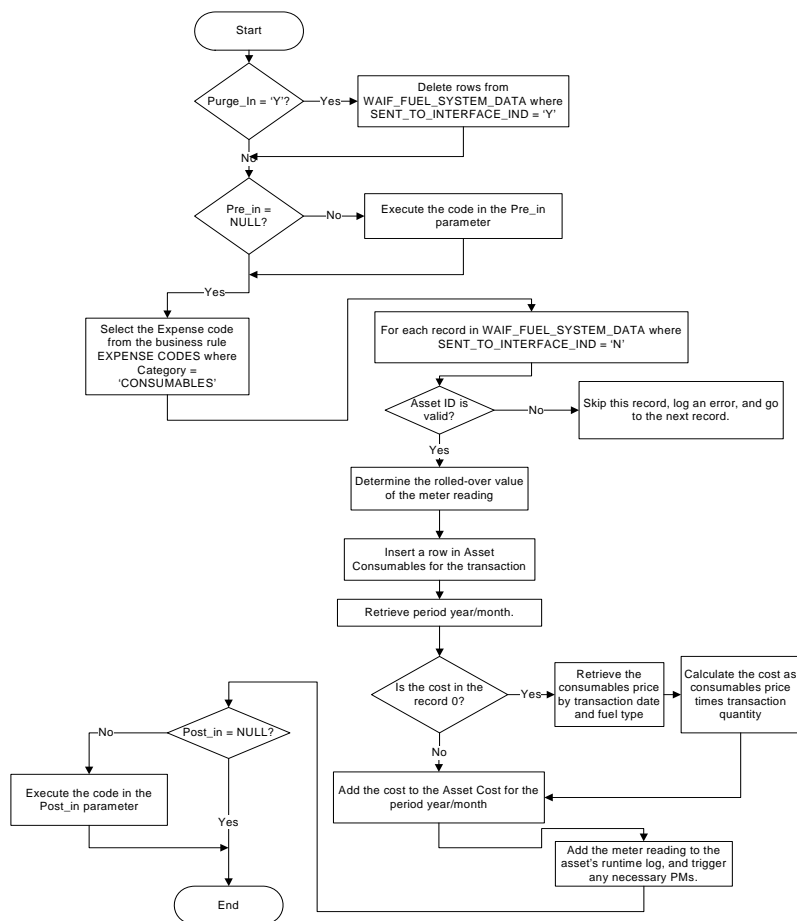 Start
Purge_In = ‘Y’?
Yes
Delete rows from
WAIF_FUEL_SYSTEM_DATA where
SENT_TO_INTERFACE_IND = ‘Y’
No
Pre_in =
NULL?
No
Execute the code in the Pre_in
parameter
Yes
Select the Expense code
from the business rule
EXPENSE CODES where
Category =
‘CONSUMABLES’
For each record in WAIF_FUEL_SYSTEM_DATA where
SENT_TO_INTERFACE_IND = ‘N’
Asset ID is
valid?
No
Skip this record, log an error, and go
to the next record.
Yes
Determine the rolled-over value
of the meter reading
Insert a row in Asset
Consumables for the transaction
Retrieve period year/month.
Is the cost in the
record 0?
Yes
Retrieve the
consumables price
by transaction date
and fuel type
Calculate the cost as
consumables price
times transaction
quantity
No
Add the cost to the Asset Cost for the
period year/month
Add the meter reading to the
asset’s runtime log, and trigger
any necessary PMs.
Post_in = NULL?
No
Execute the code in the
Post_in parameter
Yes
End